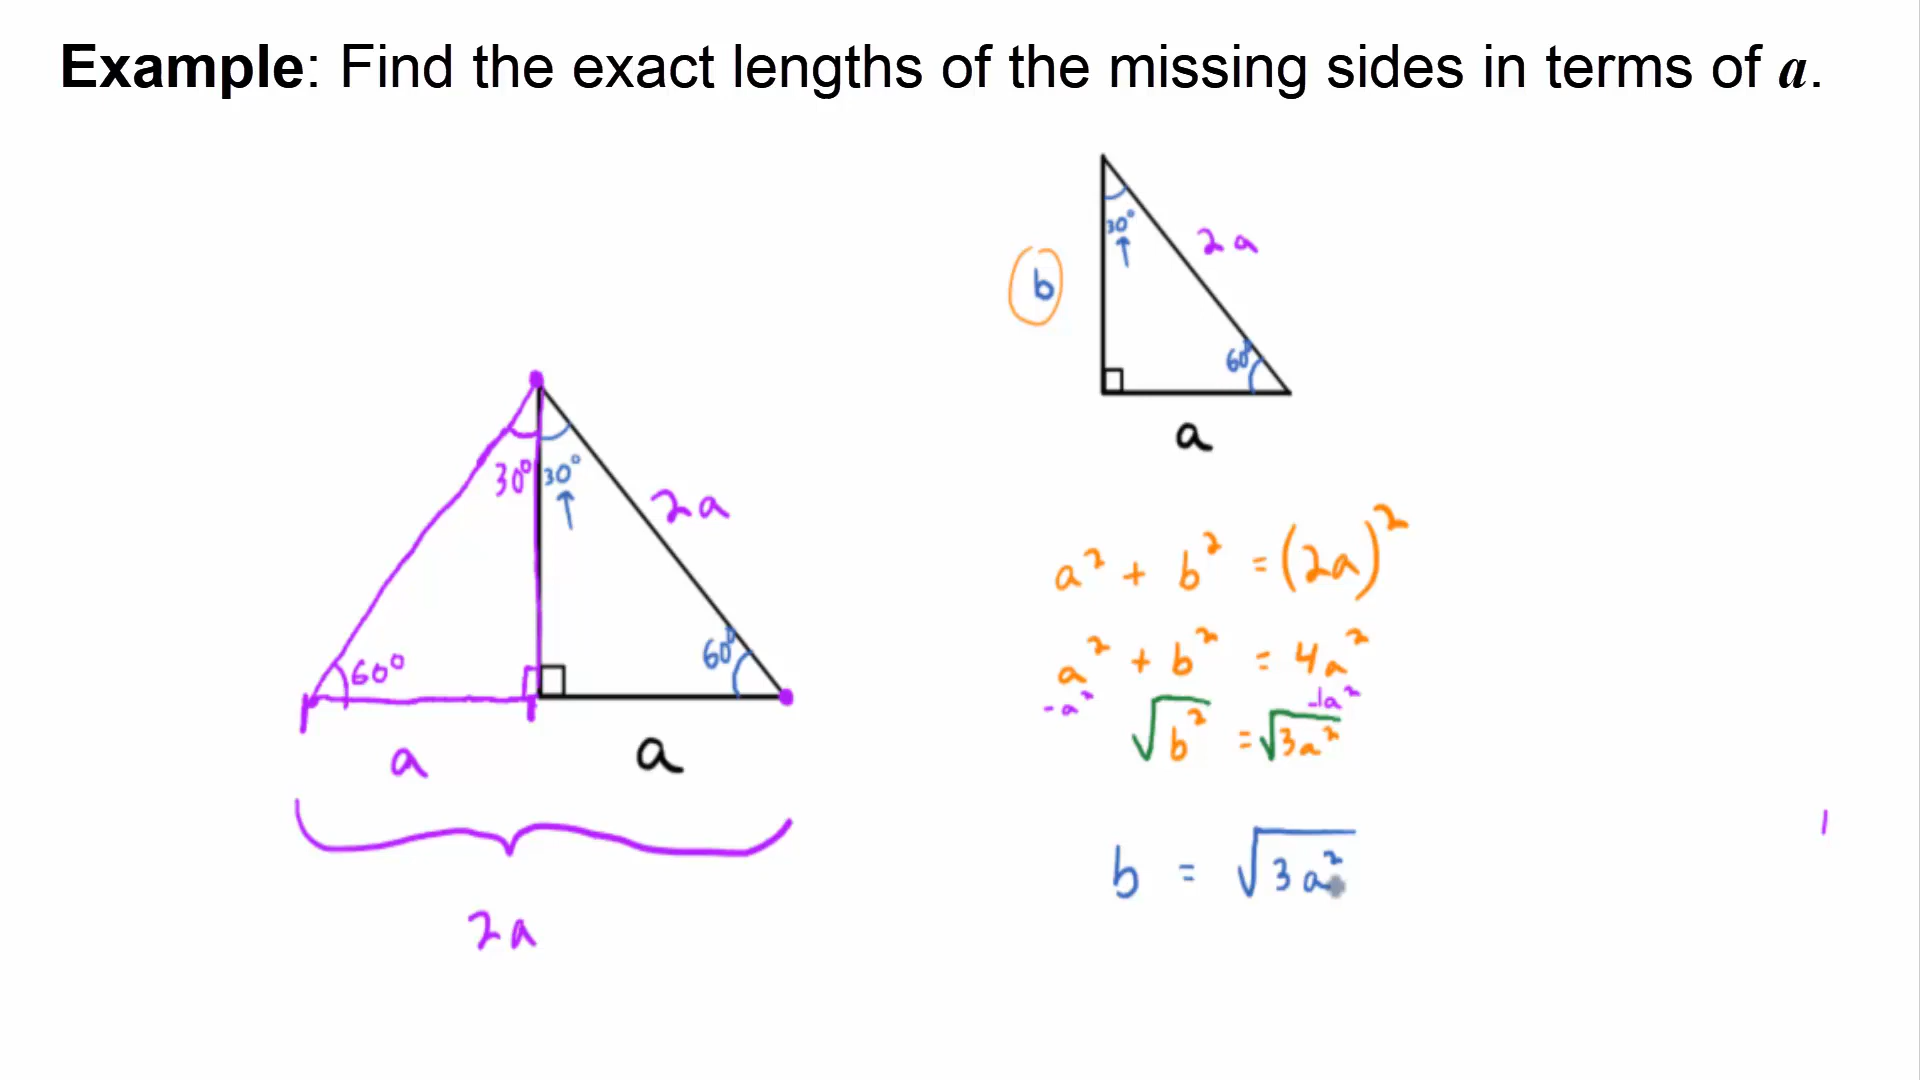 Example: Find the exact lengths of the missing sides in terms of a.
30°
2a
b
60°
a
30° 30°
2a
60°
60°
a
a
2a
a² + b² = (2a)²
a² + b² = 4a²
-a² -1a²
√b² = √3a²
b = √3a²